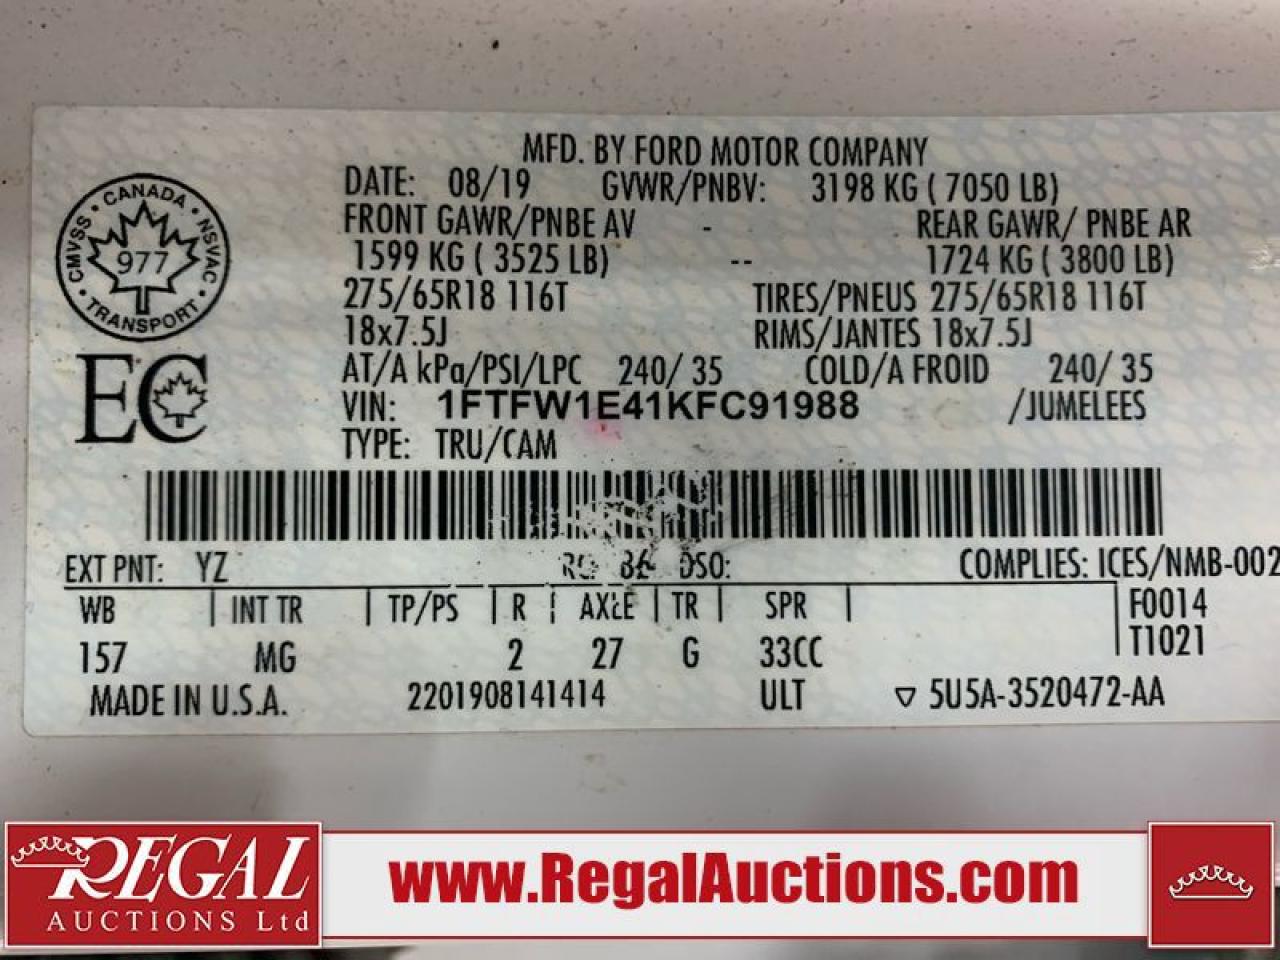 MFD. BY FORD MOTOR COMPANY
DATE: 08/19 GVWR/PNBV: 3198 KG ( 7050 LB)
FRONT GAWR/PNBE AV - REAR GAWR/ PNBE AR
1599 KG ( 3525 LB) -- 1724 KG ( 3800 LB)
275/65R18 116T TIRES/PNEUS 275/65R18 116T
18x7.5J RIMS/JANTES 18x7.5J
AT/A kPa/PSI/LPC 240/ 35 COLD/A FROID 240/ 35
VIN: 1FTFW1E41KFC91988 /JUMELEES
TYPE: TRU/CAM
CANADA
CMVSS 977 NSVAC
TRANSPORT
EC
EXT PNT: YZ DSO: COMPLIES: ICES/NMB-002
WB | INT TR | TP/PS | R | AXLE | TR | SPR | F0014
T1021
157 MG 2 27 G 33CC
MADE IN U.S.A. 2201908141414 ULT ▽ 5U5A-3520472-AA
REGAL
AUCTIONS Ltd
www.RegalAuctions.com